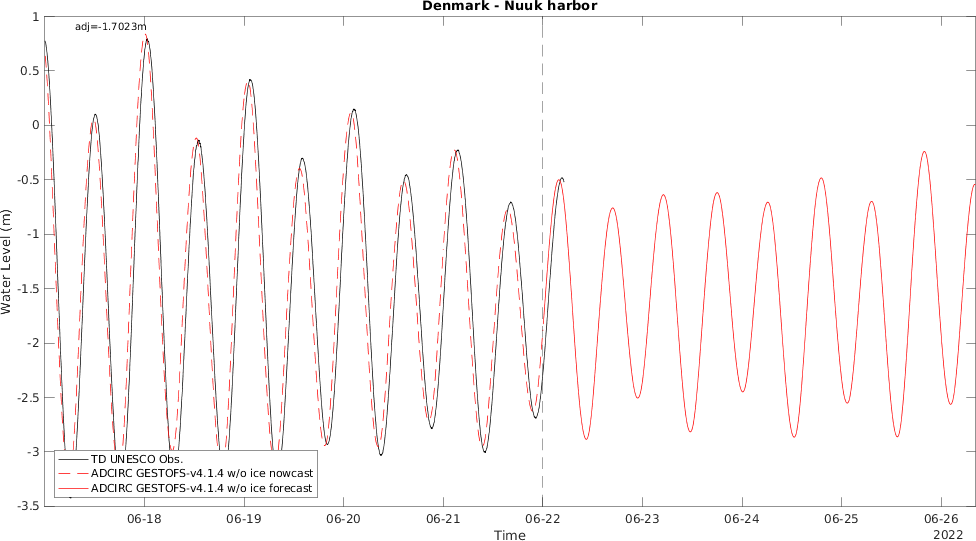 Denmark - Nuuk harbor
adj=-1.7023m
1
0.5
0
-0.5
-1
-1.5
-2
-2.5
-3
-3.5
Water Level (m)
TD UNESCO Obs.
ADCIRC GESTOFS-v4.1.4 w/o ice nowcast
ADCIRC GESTOFS-v4.1.4 w/o ice forecast
06-18 06-19 06-20 06-21 06-22 06-23 06-24 06-25 06-26
Time
2022